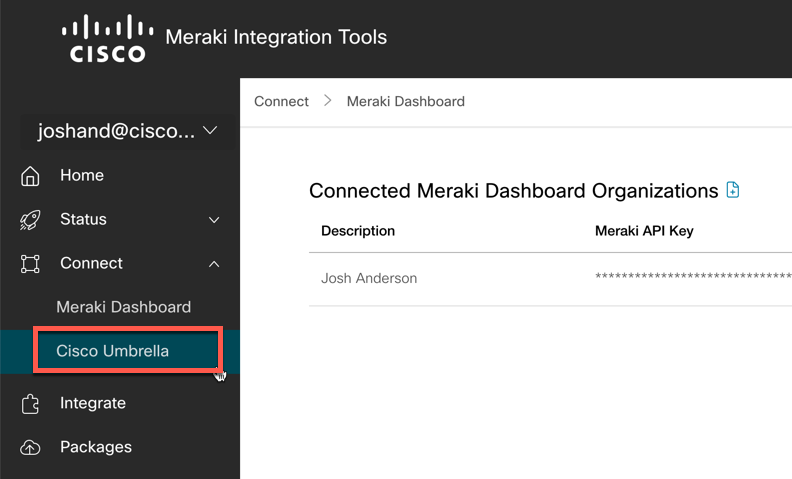 CISCO Meraki Integration Tools
joshand@cisco...
Home
Status
Connect
Meraki Dashboard
Cisco Umbrella
Integrate
Packages
Connect > Meraki Dashboard
Connected Meraki Dashboard Organizations
Description Meraki API Key
Josh Anderson ******************************